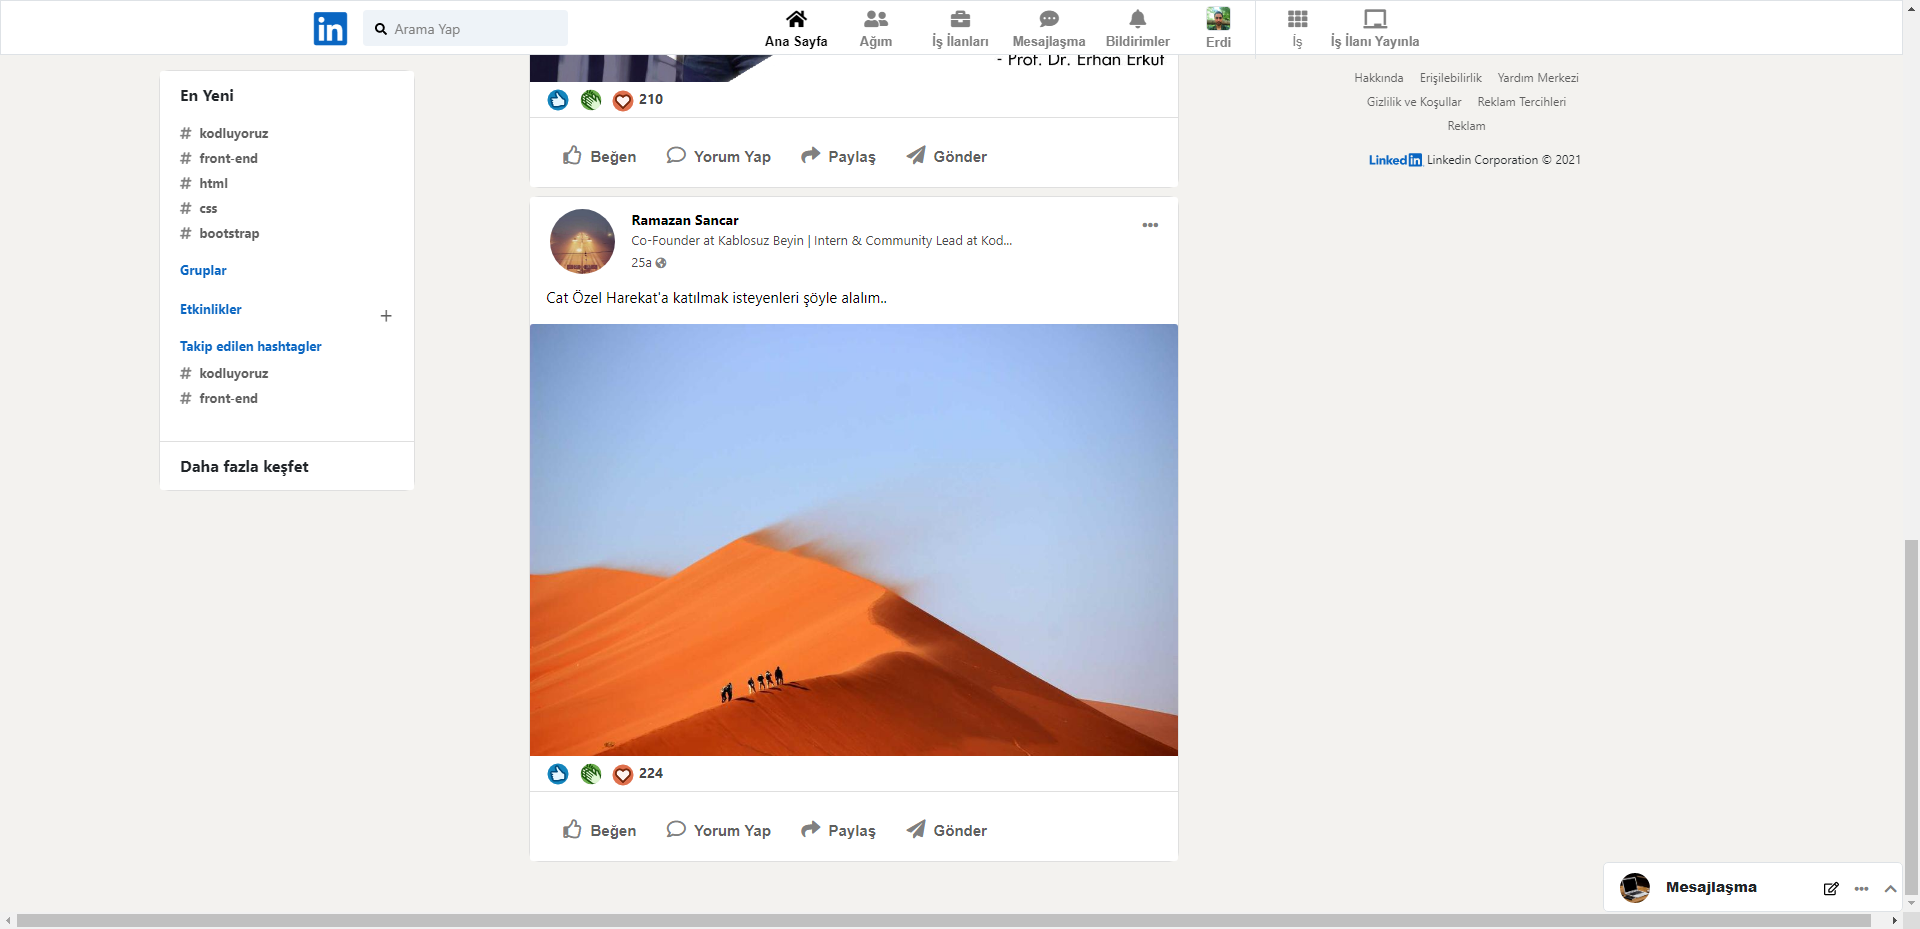 in
Arama Yap
Ana Sayfa
Ağım
İş İlanları
Mesajlaşma
Bildirimler
Erdi
İş
İş İlanı Yayınla
En Yeni
# kodluyoruz
# front-end
# html
# css
# bootstrap
Gruplar
Etkinlikler
+
Takip edilen hashtagler
# kodluyoruz
# front-end
Daha fazla keşfet
- Prof. Dr. Erhan Erkut
210
Beğen
Yorum Yap
Paylaş
Gönder
Ramazan Sancar
Co-Founder at Kablosuz Beyin | Intern & Community Lead at Kod...
25a
Cat Özel Harekat'a katılmak isteyenleri şöyle alalım..
224
Beğen
Yorum Yap
Paylaş
Gönder
Hakkında Erişilebilirlik Yardım Merkezi
Gizlilik ve Koşullar Reklam Tercihleri
Reklam
Linkedin Linkedin Corporation © 2021
Mesajlaşma